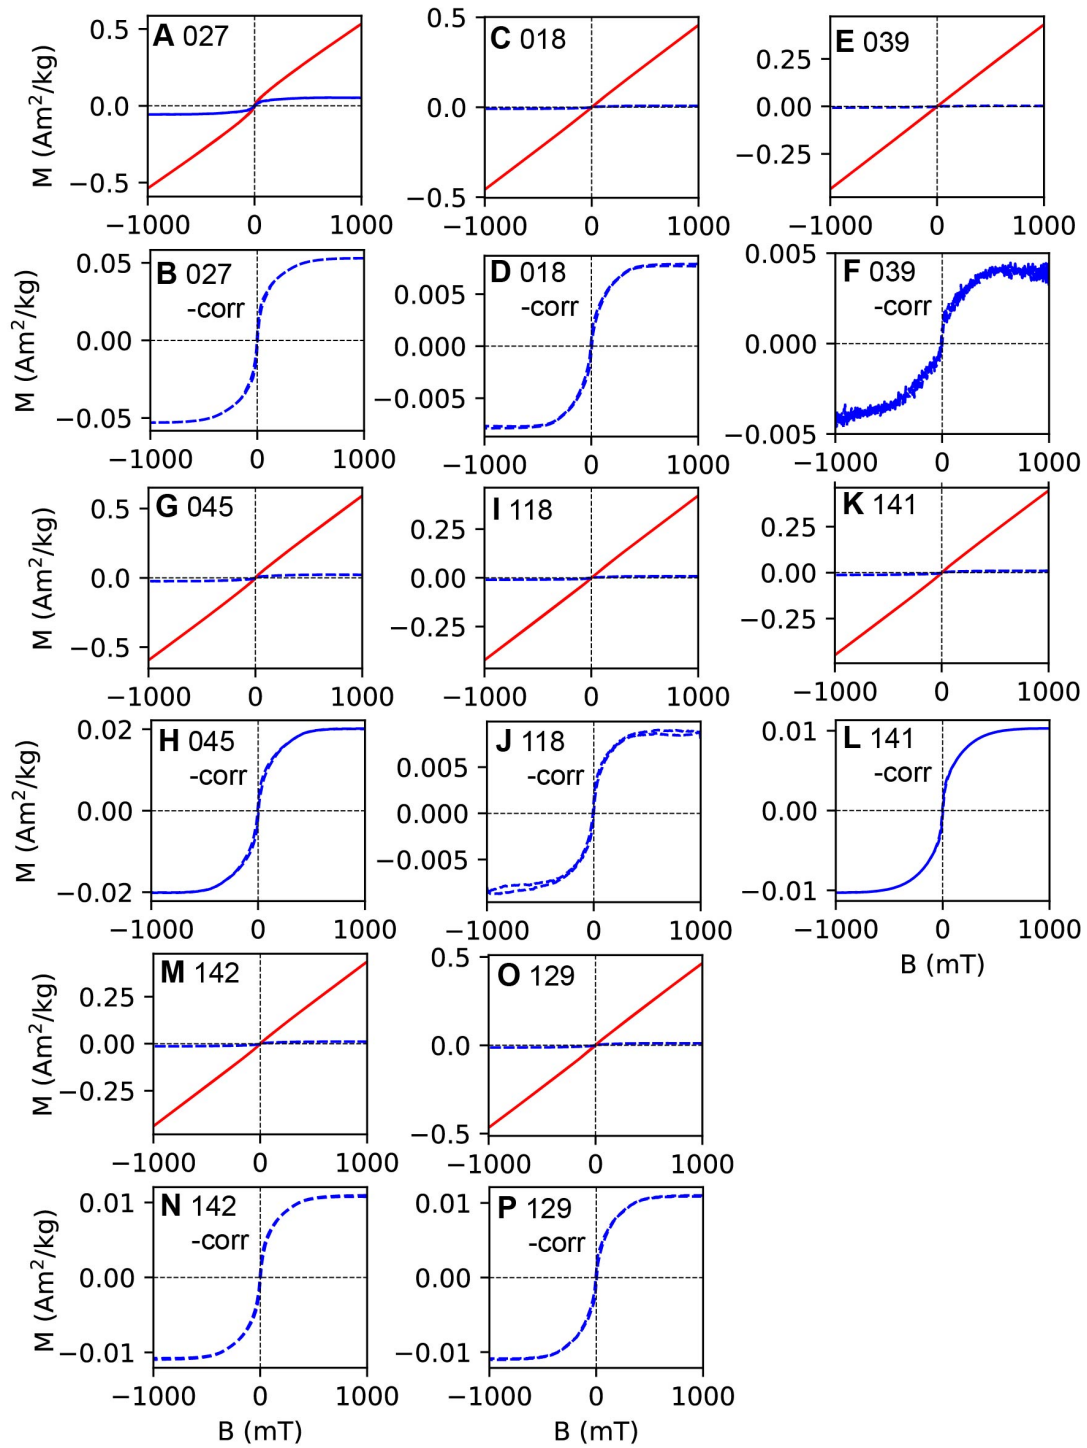 A 027
0.5
0.0
−0.5
M (Am²/kg)
−1000 0 1000
C 018
0.5
0.0
−0.5
−1000 0 1000
E 039
0.25
0.00
−0.25
−1000 0 1000
B 027
-corr
0.05
0.00
−0.05
M (Am²/kg)
−1000 0 1000
D 018
-corr
0.005
0.000
−0.005
−1000 0 1000
F 039
-corr
0.005
0.000
−0.005
−1000 0 1000
G 045
0.5
0.0
−0.5
M (Am²/kg)
−1000 0 1000
I 118
0.25
0.00
−0.25
−1000 0 1000
K 141
0.25
0.00
−0.25
−1000 0 1000
H 045
-corr
0.02
0.00
−0.02
M (Am²/kg)
−1000 0 1000
J 118
-corr
0.005
0.000
−0.005
−1000 0 1000
L 141
-corr
0.01
0.00
−0.01
−1000 0 1000
B (mT)
M 142
0.25
0.00
−0.25
M (Am²/kg)
−1000 0 1000
O 129
0.5
0.0
−0.5
−1000 0 1000
N 142
-corr
0.01
0.00
−0.01
M (Am²/kg)
−1000 0 1000
B (mT)
P 129
-corr
0.01
0.00
−0.01
−1000 0 1000
B (mT)